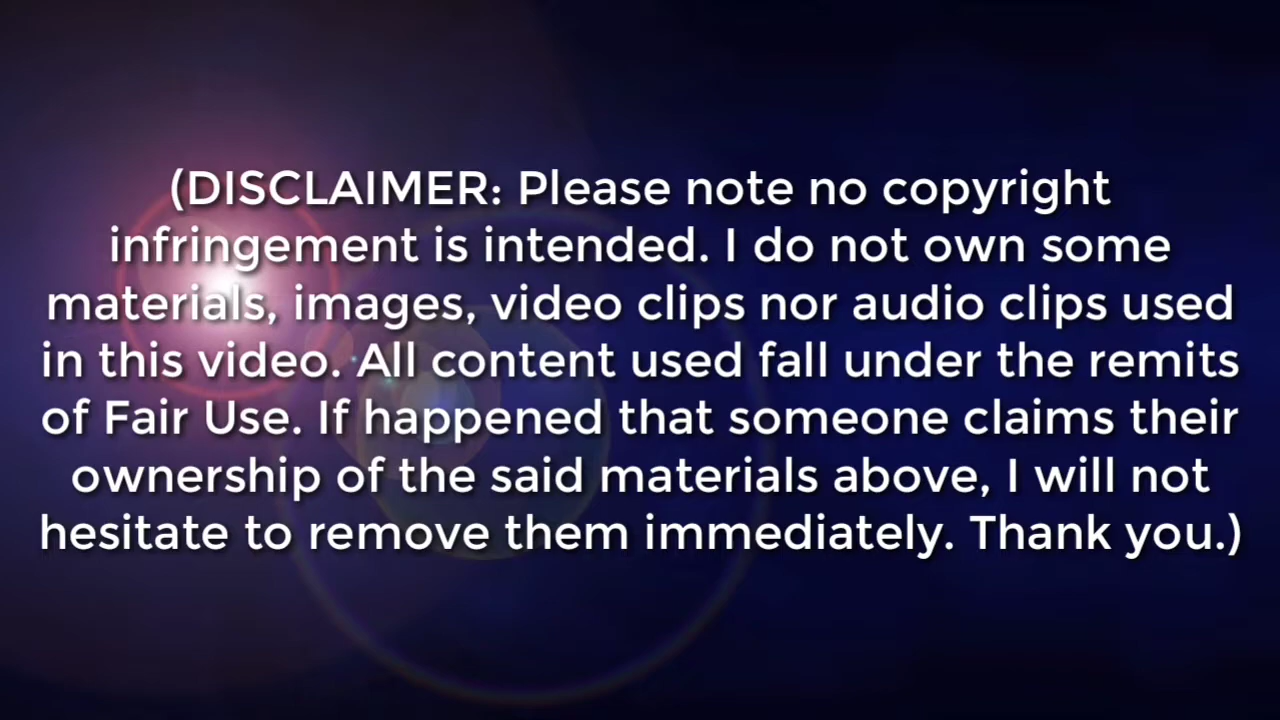 (DISCLAIMER: Please note no copyright
infringement is intended. I do not own some
materials, images, video clips nor audio clips used
in this video. All content used fall under the remits
of Fair Use. If happened that someone claims their
ownership of the said materials above, I will not
hesitate to remove them immediately. Thank you.)